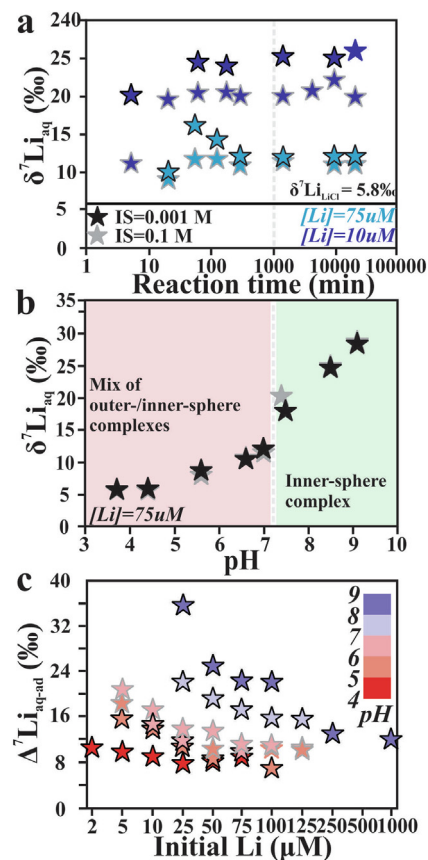 a
δ⁷Liaq (‰)
240
25
20
15
10
5
0
δ⁷LiLiCl = 5.8‰
IS=0.001 M
[Li]=75uM
IS=0.1 M
[Li]=10uM
1 10 100 1000 10000 100000
Reaction time (min)
b
δ⁷Liaq (‰)
35
30
25
20
15
10
5
0
Mix of
outer-/inner-sphere
complexes
Inner-sphere
complex
[Li]=75uM
3 4 5 6 7 8 9 10
pH
c
Δ⁷Liaq-ad (‰)
40
32
24
16
8
0
9
8
7
6
5
4
pH
2 5 10 25 50 75 100 125 250 500 1000
Initial Li (μM)